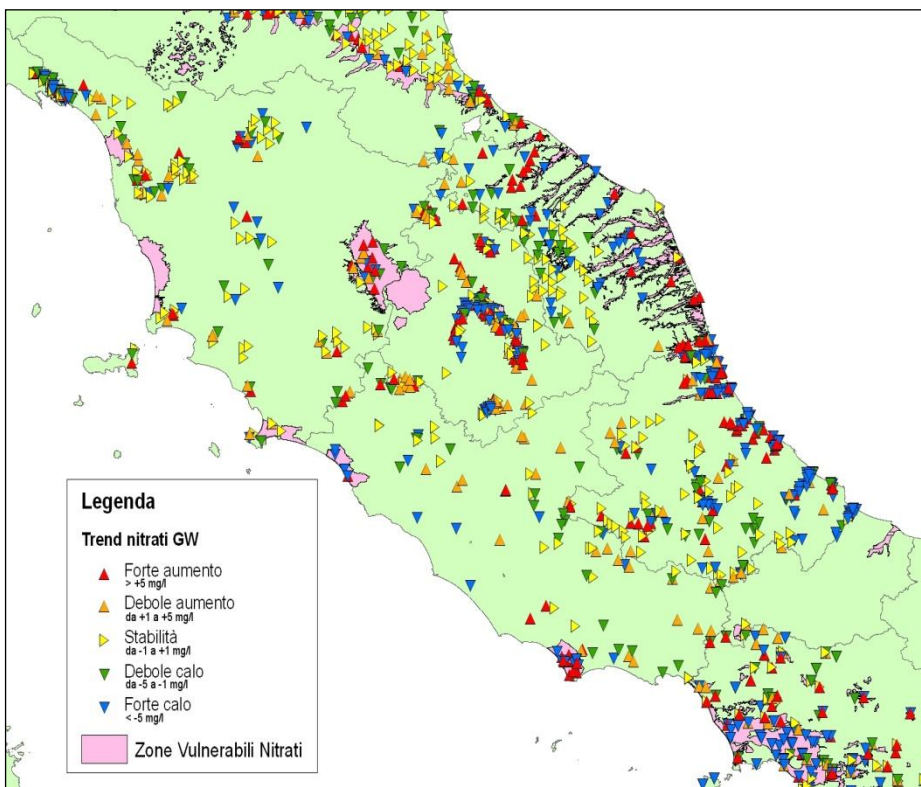 Legenda
Trend nitrati GW
Forte aumento
> +5 mg/l
Debole aumento
da +1 a +5 mg/l
Stabilità
da -1 a +1 mg/l
Debole calo
da -5 a -1 mg/l
Forte calo
< -5 mg/l
Zone Vulnerabili Nitrati